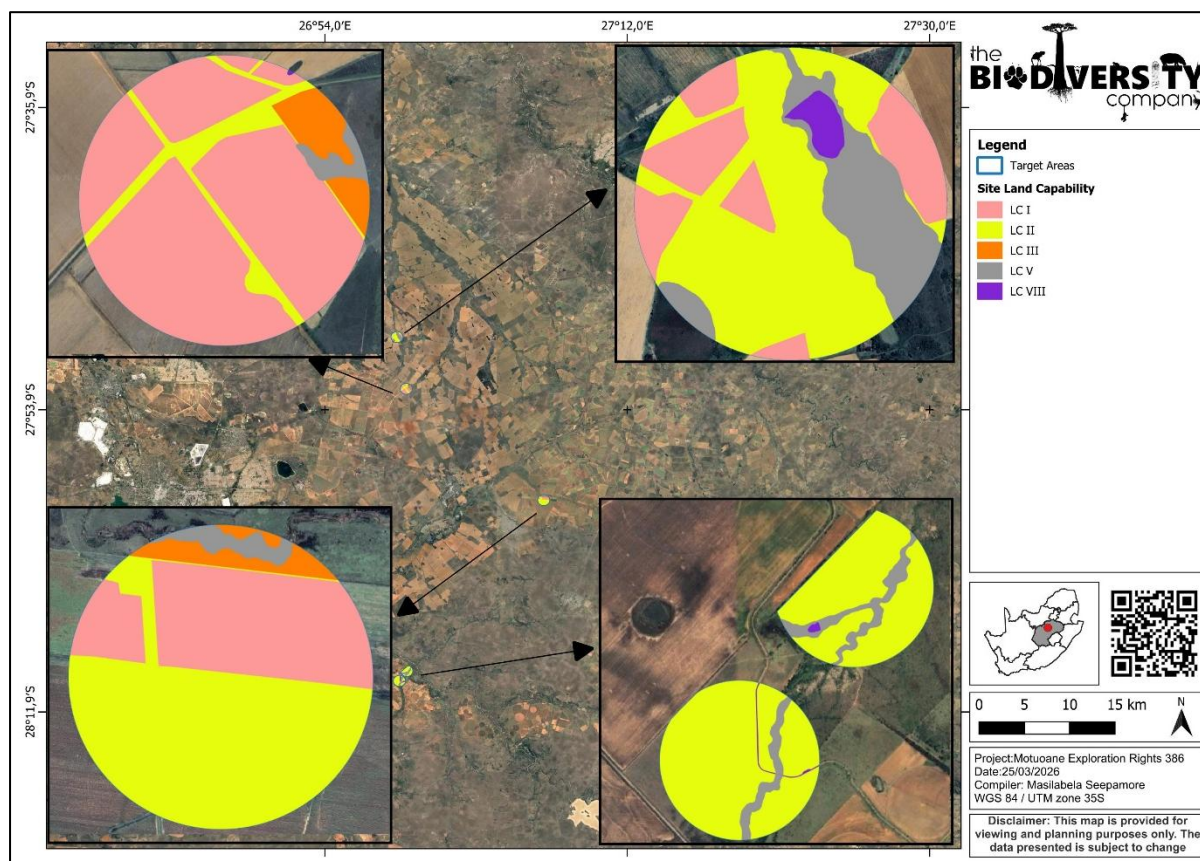 26°54,0'E
27°12,0'E
27°30,0'E
27°35,9'S
27°53,9'S
28°11,9'S
the
BIODIVERSITY
company
Legend
Target Areas
Site Land Capability
LC I
LC II
LC III
LC V
LC VIII
0 5 10 15 km
N
Project:Motuoane Exploration Rights 386
Date:25/03/2026
Compiler: Masilabela Seepamore
WGS 84 / UTM zone 35S
Disclaimer: This map is provided for
viewing and planning purposes only. The
data presented is subject to change